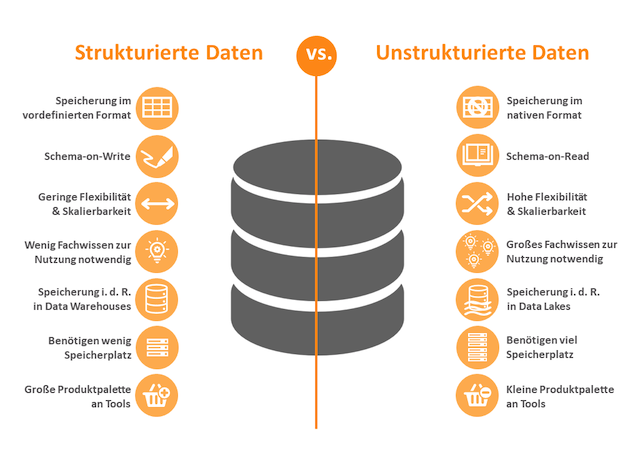 Strukturierte Daten
vs.
Unstrukturierte Daten
Speicherung im
vordefinierten Format
Schema-on-Write
Geringe Flexibilität
& Skalierbarkeit
Wenig Fachwissen zur
Nutzung notwendig
Speicherung i. d. R.
in Data Warehouses
Benötigen wenig
Speicherplatz
Große Produktpalette
an Tools
Speicherung im
nativen Format
Schema-on-Read
Hohe Flexibilität
& Skalierbarkeit
Großes Fachwissen zur
Nutzung notwendig
Speicherung i. d. R.
in Data Lakes
Benötigen viel
Speicherplatz
Kleine Produktpalette
an Tools